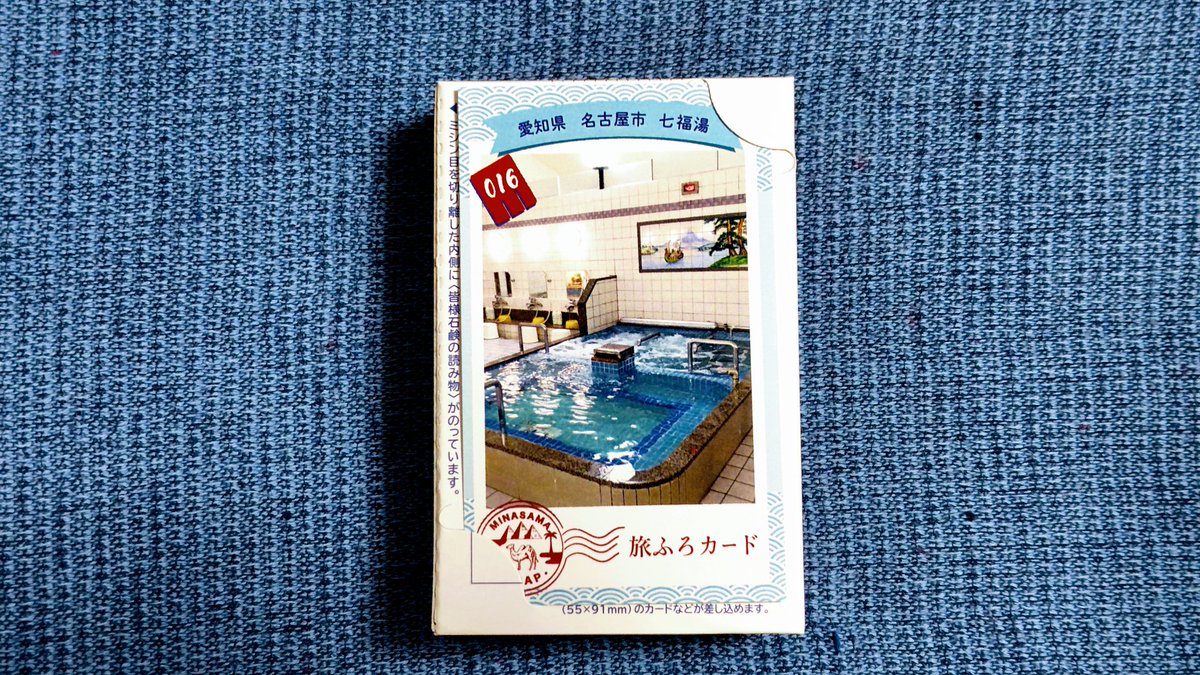 愛知県 名古屋市 七福湯
016
ミシン目を切り離した内側に〈皆様石鹸の読み物〉がのっています。
MINASAMA
AP・
旅ふろカード
(55×91mm)のカードなどが差し込めます。